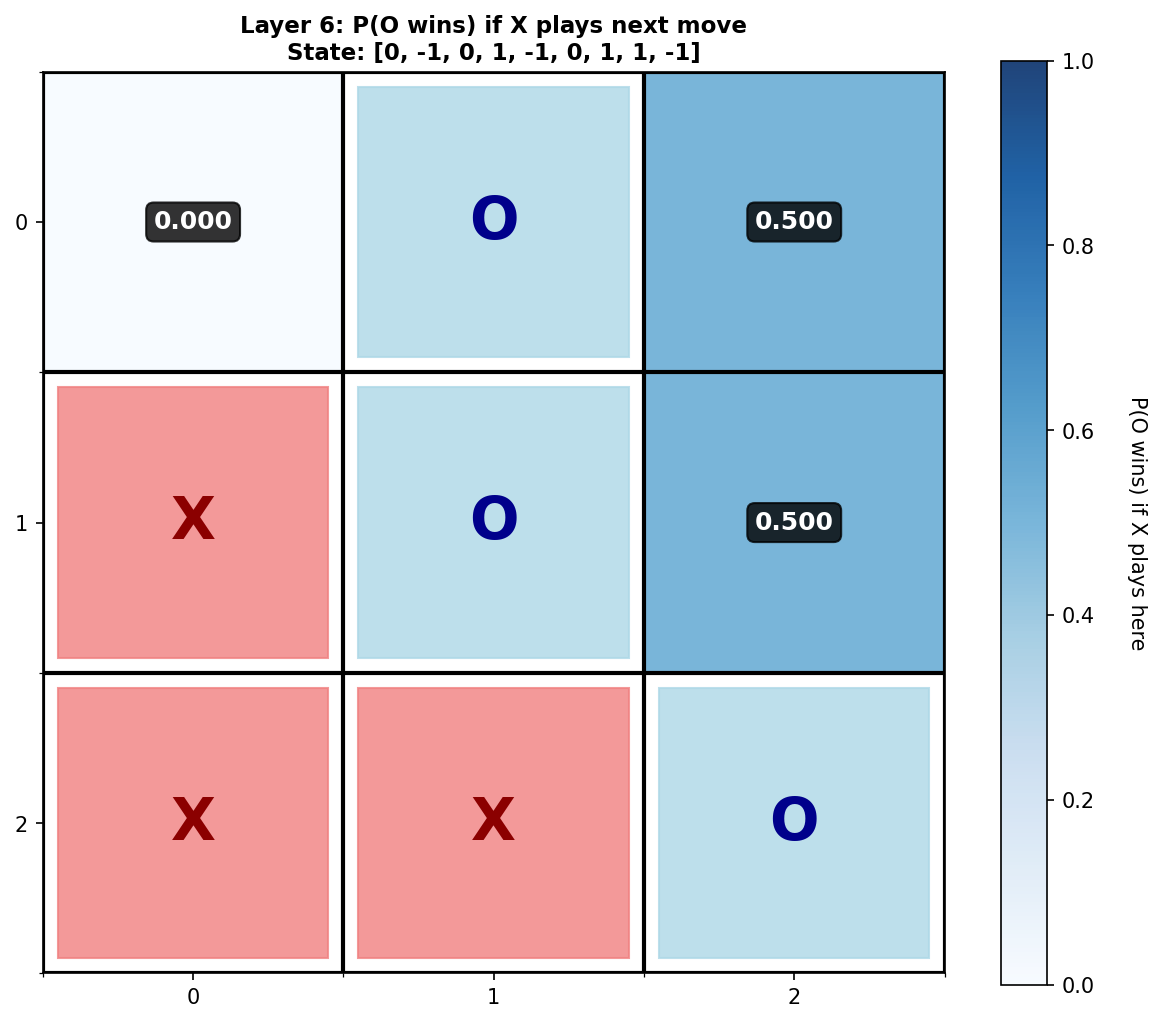 Layer 6: P(O wins) if X plays next move
State: [0, -1, 0, 1, -1, 0, 1, 1, -1]
0
0.000
O
0.500
1
X
O
0.500
2
X
X
O
0
1
2
1.0
0.8
0.6
0.4
0.2
0.0
P(O wins) if X plays here